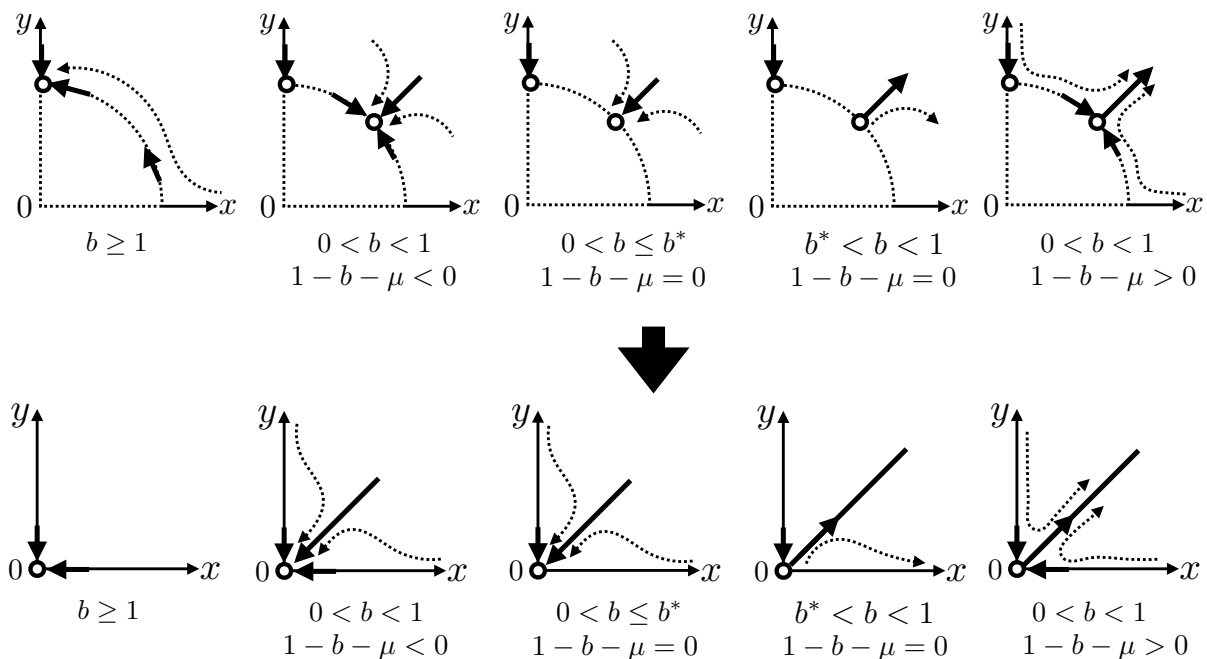 y y y y y
0 x 0 x 0 x 0 x 0 x
b ≥ 1 0 < b < 1 0 < b ≤ b* b* < b < 1 0 < b < 1
1 − b − μ < 0 1 − b − μ = 0 1 − b − μ = 0 1 − b − μ > 0
y y y y y
0 x 0 x 0 x 0 x 0 x
b ≥ 1 0 < b < 1 0 < b ≤ b* b* < b < 1 0 < b < 1
1 − b − μ < 0 1 − b − μ = 0 1 − b − μ = 0 1 − b − μ > 0